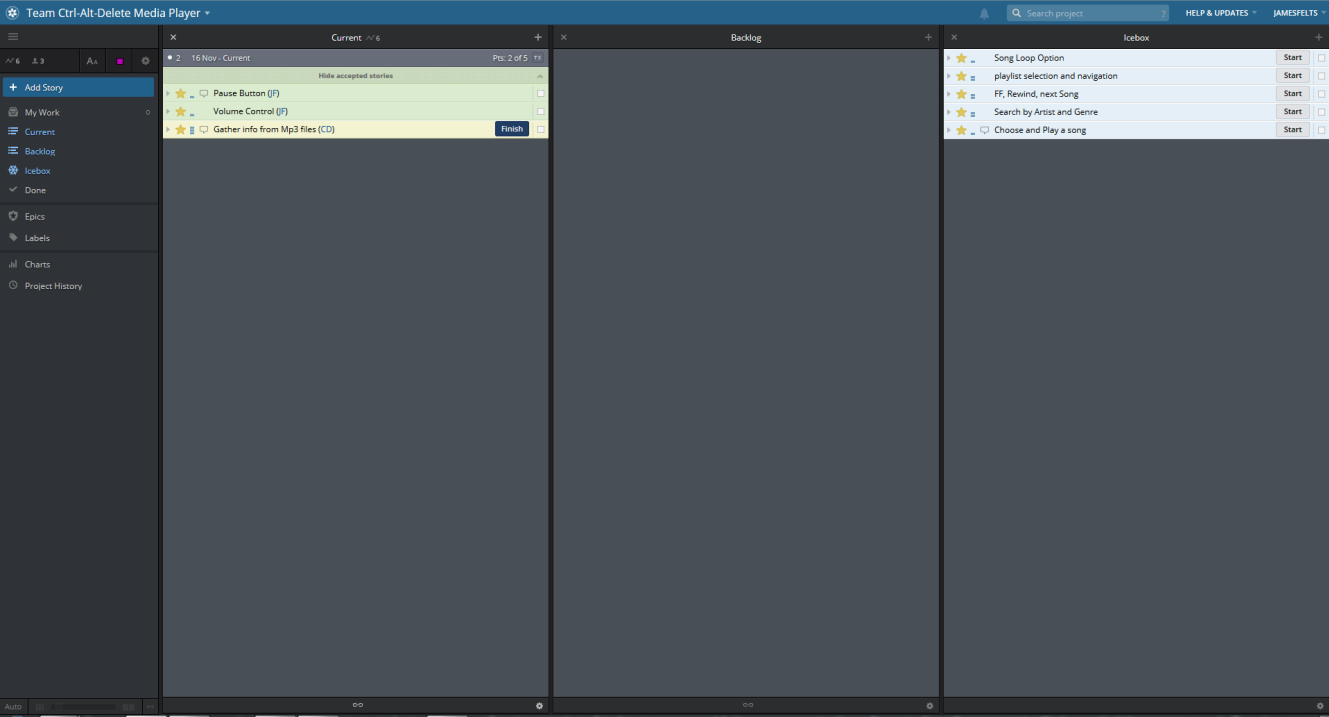 Team Ctrl-Alt-Delete Media Player
Search project
?
HELP & UPDATES
JAMESFELTS
6
3
AA
+ Add Story
My Work
0
Current
Backlog
Icebox
Done
Epics
Labels
Charts
Project History
Auto
Current 6
2 16 Nov - Current
Pts: 2 of 5
Hide accepted stories
Pause Button (JF)
Volume Control (JF)
Gather info from Mp3 files (CD)
Finish
Backlog
Icebox
Song Loop Option
Start
playlist selection and navigation
Start
FF, Rewind, next Song
Start
Search by Artist and Genre
Start
Choose and Play a song
Start